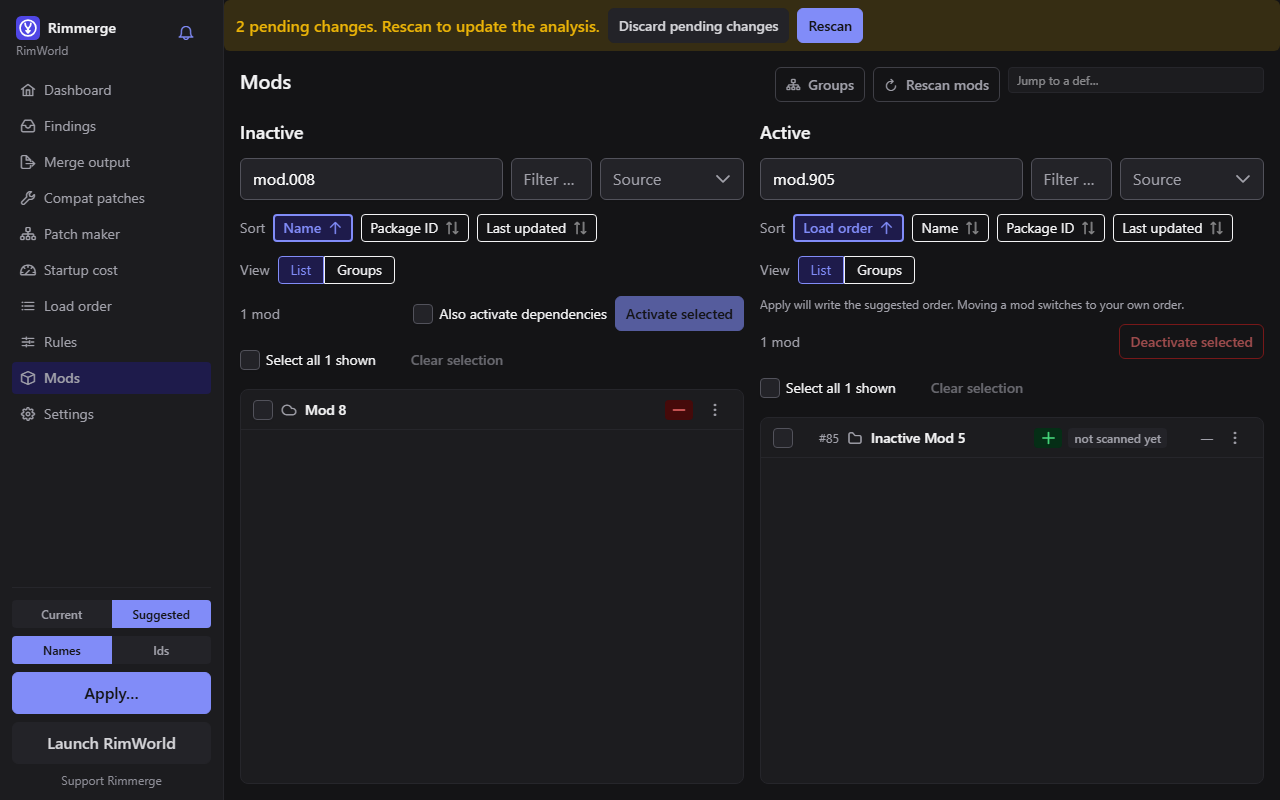 Rimmerge
RimWorld
Dashboard
Findings
Merge output
Compat patches
Patch maker
Startup cost
Load order
Rules
Mods
Settings
Current
Suggested
Names
Ids
Apply...
Launch RimWorld
Support Rimmerge
2 pending changes. Rescan to update the analysis.
Discard pending changes
Rescan
Mods
Groups
Rescan mods
Jump to a def...
Inactive
mod.008
Filter ...
Source
Sort
Name
Package ID
Last updated
View
List
Groups
1 mod
Also activate dependencies
Activate selected
Select all 1 shown
Clear selection
Mod 8
Active
mod.905
Filter ...
Source
Sort
Load order
Name
Package ID
Last updated
View
List
Groups
Apply will write the suggested order. Moving a mod switches to your own order.
1 mod
Deactivate selected
Select all 1 shown
Clear selection
#85
Inactive Mod 5
not scanned yet